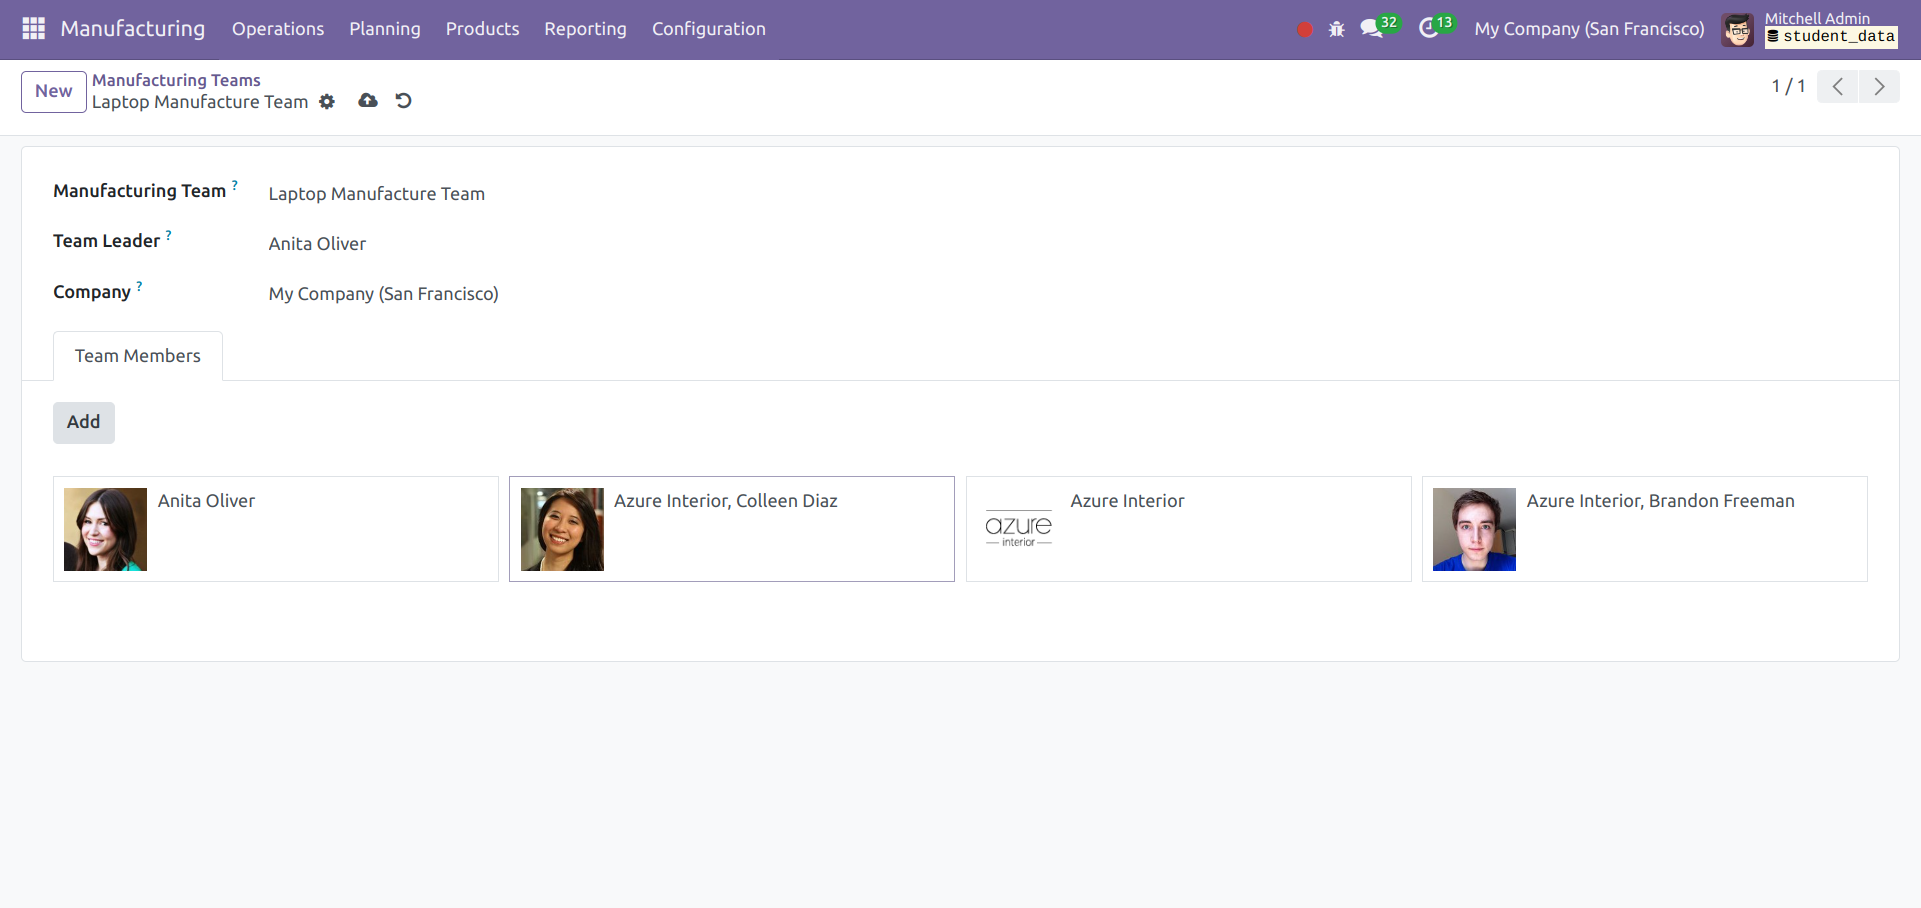 Manufacturing Operations Planning Products Reporting Configuration 32 13 My Company (San Francisco) Mitchell Admin
student_data
New Manufacturing Teams
Laptop Manufacture Team
1 / 1
Manufacturing Team ? Laptop Manufacture Team
Team Leader ? Anita Oliver
Company ? My Company (San Francisco)
Team Members
Add
Anita Oliver
Azure Interior, Colleen Diaz
azure
interior
Azure Interior
Azure Interior, Brandon Freeman